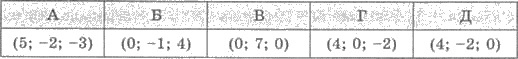 А Б В Г Д
(5; −2; −3) (0; −1; 4) (0; 7; 0) (4; 0; −2) (4; −2; 0)